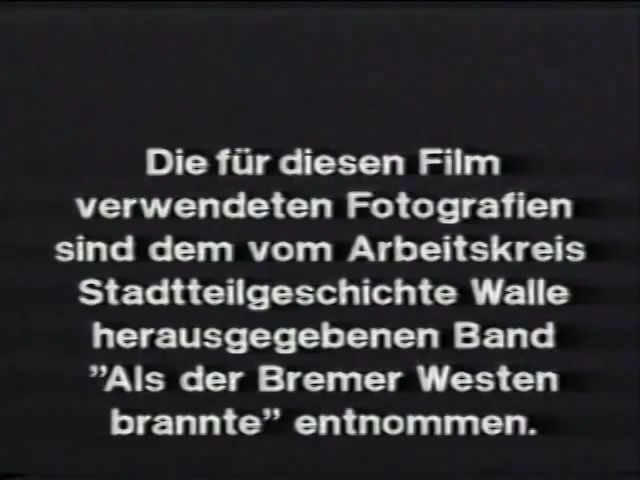 Die für diesen Film
verwendeten Fotografien
sind dem vom Arbeitskreis
Stadtteilgeschichte Walle
herausgegebenen Band
”Als der Bremer Westen
brannte” entnommen.